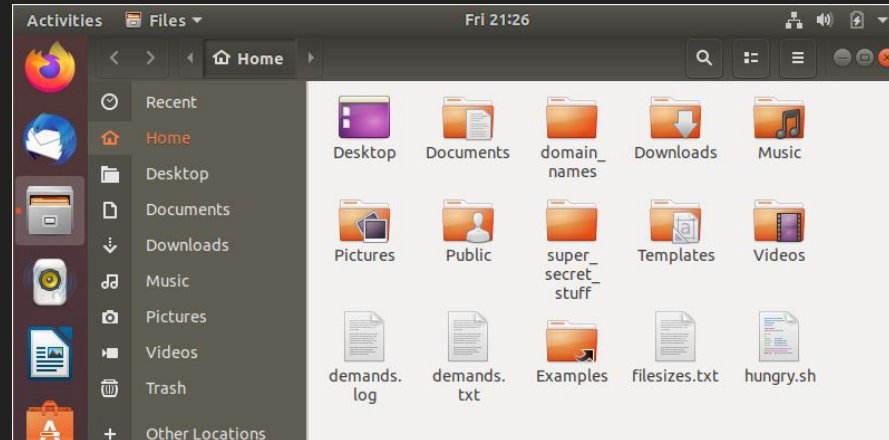 Activities Files Fri 21:26
Home
Recent
Home
Desktop
Documents
Downloads
Music
Pictures
Videos
Trash
Other Locations
Desktop Documents domain_ Downloads Music
names
Pictures Public super_ Templates Videos
secret_
stuff
demands. demands. Examples filesizes.txt hungry.sh
log txt